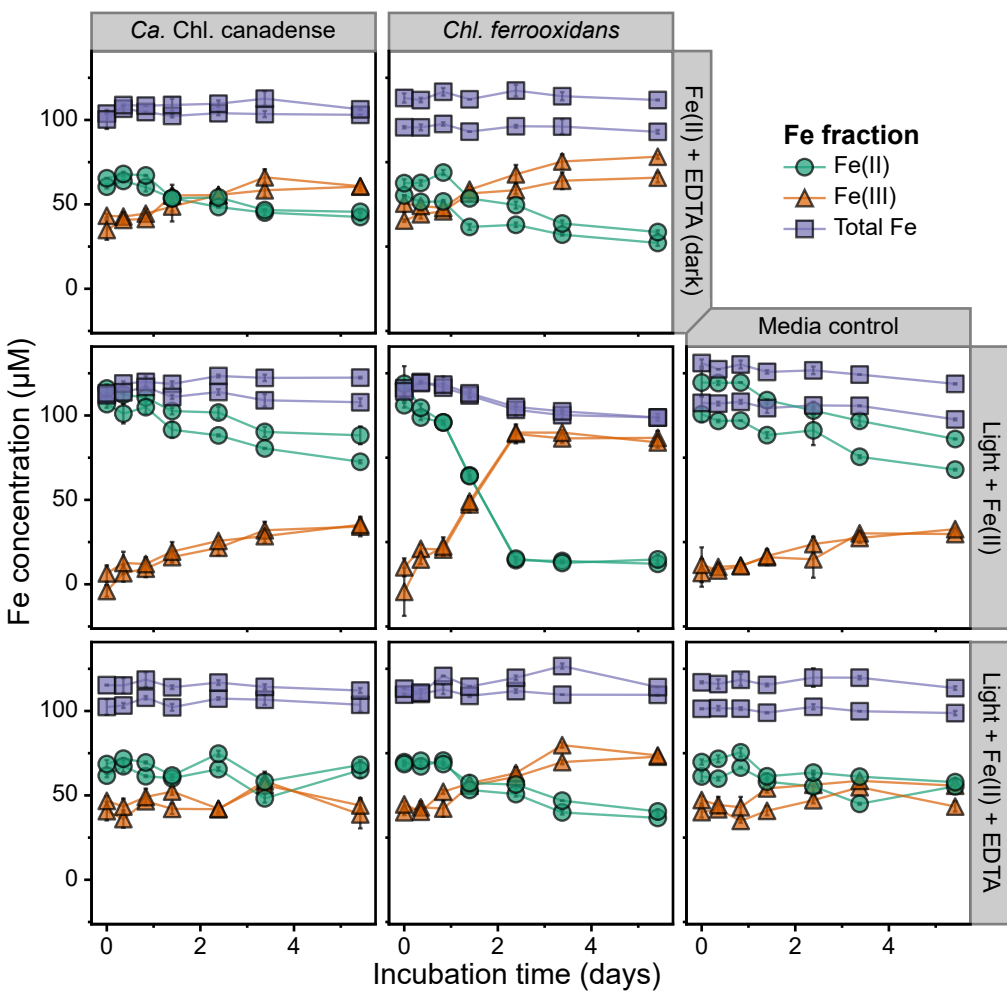 Ca. Chl. canadense
Chl. ferrooxidans
Fe(II) + EDTA (dark)
Fe fraction
Fe(II)
Fe(III)
Total Fe
Media control
Light + Fe(II)
Light + Fe(II) + EDTA
Fe concentration (µM)
100
50
0
100
50
0
100
50
0
0
2
4
0
2
4
0
2
4
Incubation time (days)